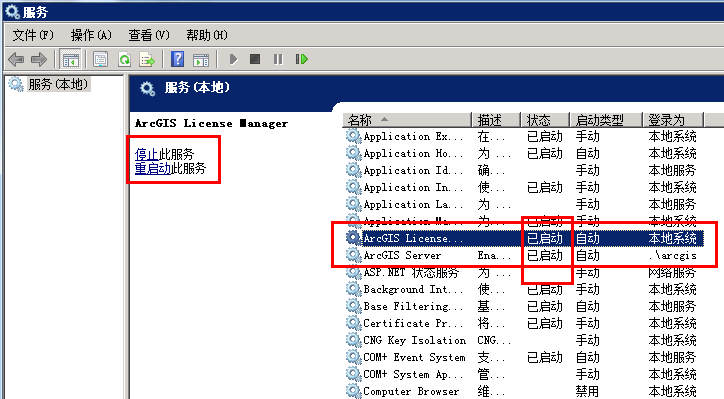 服务
文件(F) 操作(A) 查看(V) 帮助(H)
服务(本地)
服务(本地)
ArcGIS License Manager
停止此服务
重启动此服务
名称 描述 状态 启动类型 登录为
Application Ex... 在... 已启动 手动 本地系统
Application Ho... 为 ... 已启动 自动 本地系统
Application Id... 确... 手动 本地服务
Application In... 使... 已启动 手动 本地系统
Application La... 为 ... 手动 本地服务
Application Ma... 为... 已启动 手动 本地系统
ArcGIS License... 已启动 自动 本地系统
ArcGIS Server Ena... 已启动 自动 .\arcgis
ASP.NET 状态服务 为 ... 手动 网络服务
Background Int... 使... 已启动 手动 本地系统
Base Filtering... 基... 已启动 自动 本地服务
Certificate Pr... 将... 已启动 手动 本地系统
CNG Key Isolation CNG... 手动 本地系统
COM+ Event System 支... 已启动 自动 本地服务
COM+ System Ap... 管... 手动 本地系统
Computer Browser 维... 禁用 本地系统